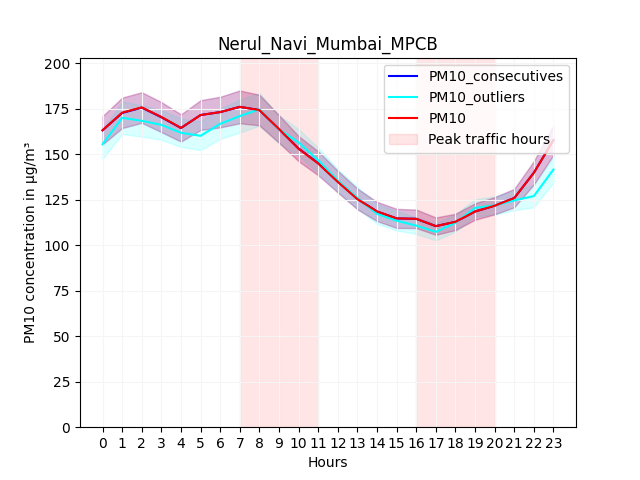 Nerul_Navi_Mumbai_MPCB
PM10 concentration in µg/m³
200
175
150
125
100
75
50
25
0
PM10_consecutives
PM10_outliers
PM10
Peak traffic hours
0 1 2 3 4 5 6 7 8 9 10 11 12 13 14 15 16 17 18 19 20 21 22 23
Hours